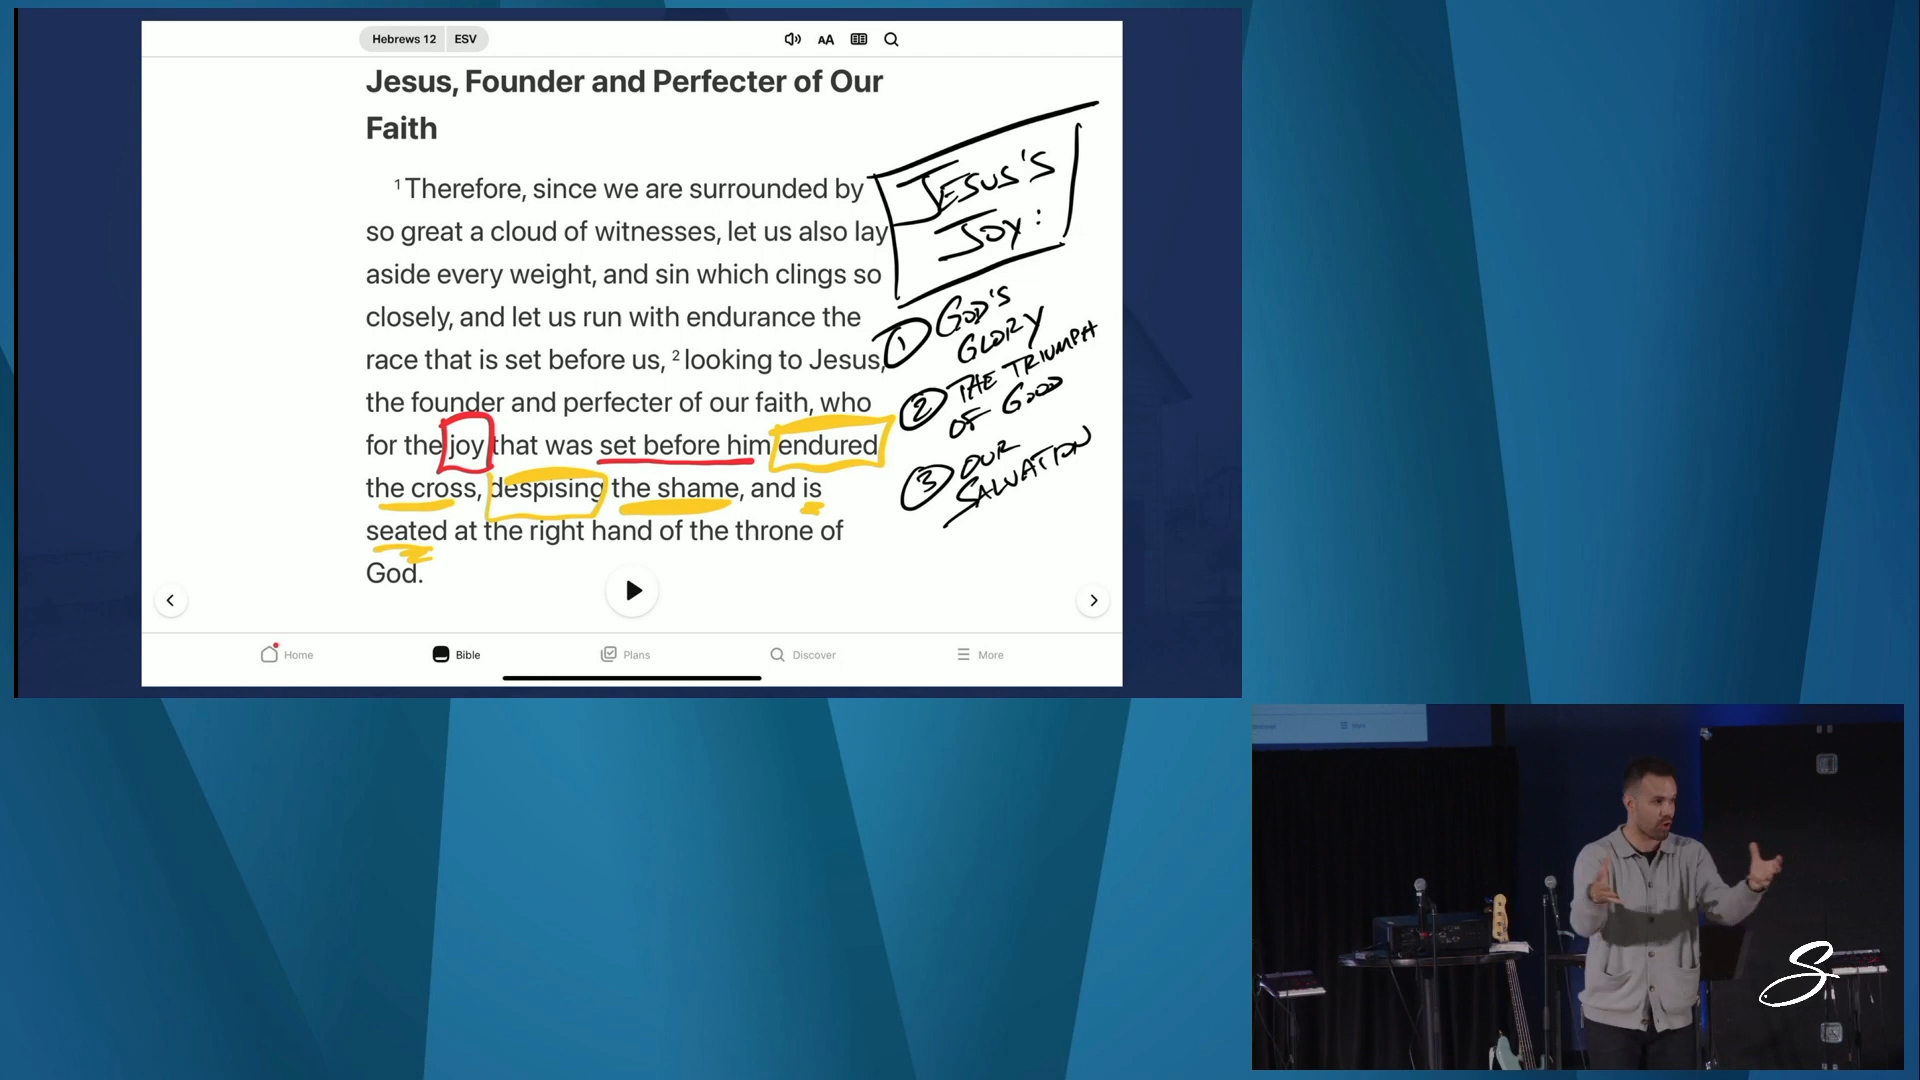 Hebrews 12 ESV
AA
Jesus, Founder and Perfecter of Our
Faith
1 Therefore, since we are surrounded by
so great a cloud of witnesses, let us also lay
aside every weight, and sin which clings so
closely, and let us run with endurance the
race that is set before us, 2 looking to Jesus,
the founder and perfecter of our faith, who
for the joy that was set before him endured
the cross, despising the shame, and is
seated at the right hand of the throne of
God.
JESUS'S
JOY:
1 GOD'S
GLORY
2 THE TRIUMPH
OF GOOD
3 OUR
SALVATION
Home Bible Plans Discover More
More
S